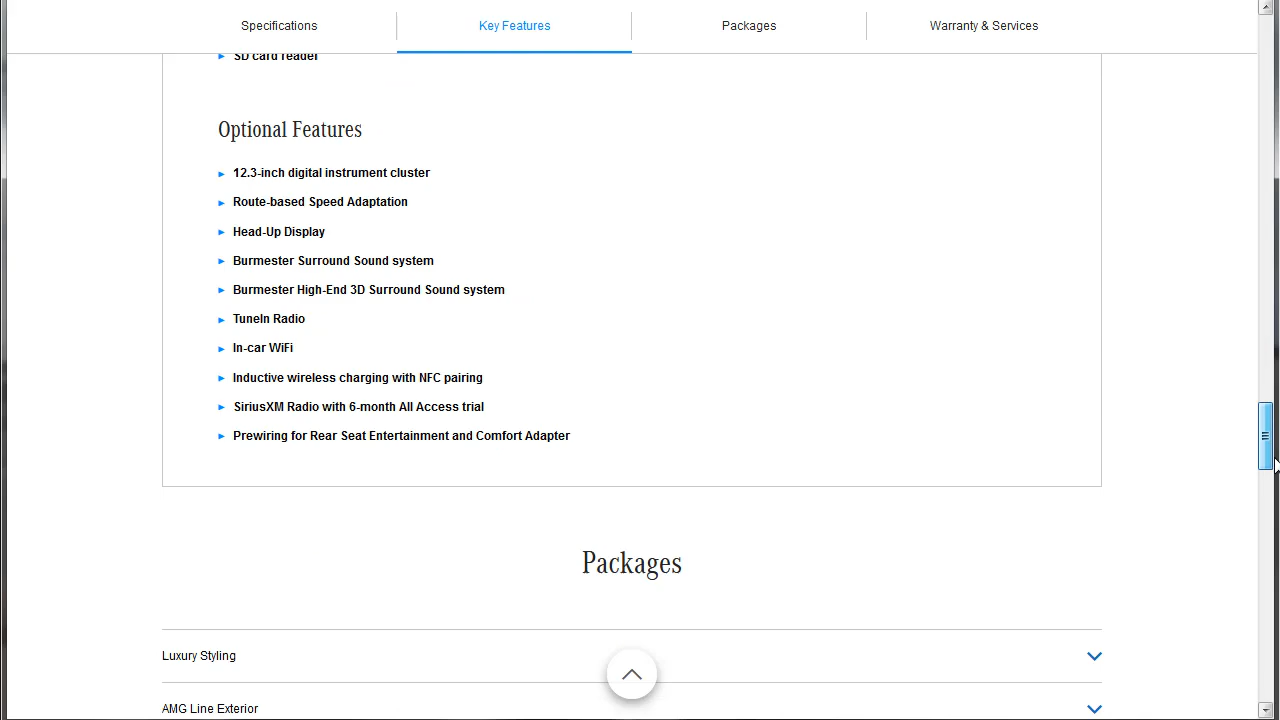 Specifications
Key Features
Packages
Warranty & Services
SD card reader
Optional Features
12.3-inch digital instrument cluster
Route-based Speed Adaptation
Head-Up Display
Burmester Surround Sound system
Burmester High-End 3D Surround Sound system
TuneIn Radio
In-car WiFi
Inductive wireless charging with NFC pairing
SiriusXM Radio with 6-month All Access trial
Prewiring for Rear Seat Entertainment and Comfort Adapter
Packages
Luxury Styling
AMG Line Exterior